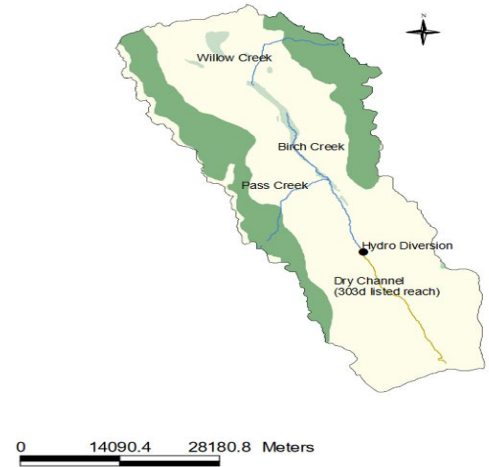 N
Willow Creek
Birch Creek
Pass Creek
Hydro Diversion
Dry Channel
(303d listed reach)
0 14090.4 28180.8 Meters